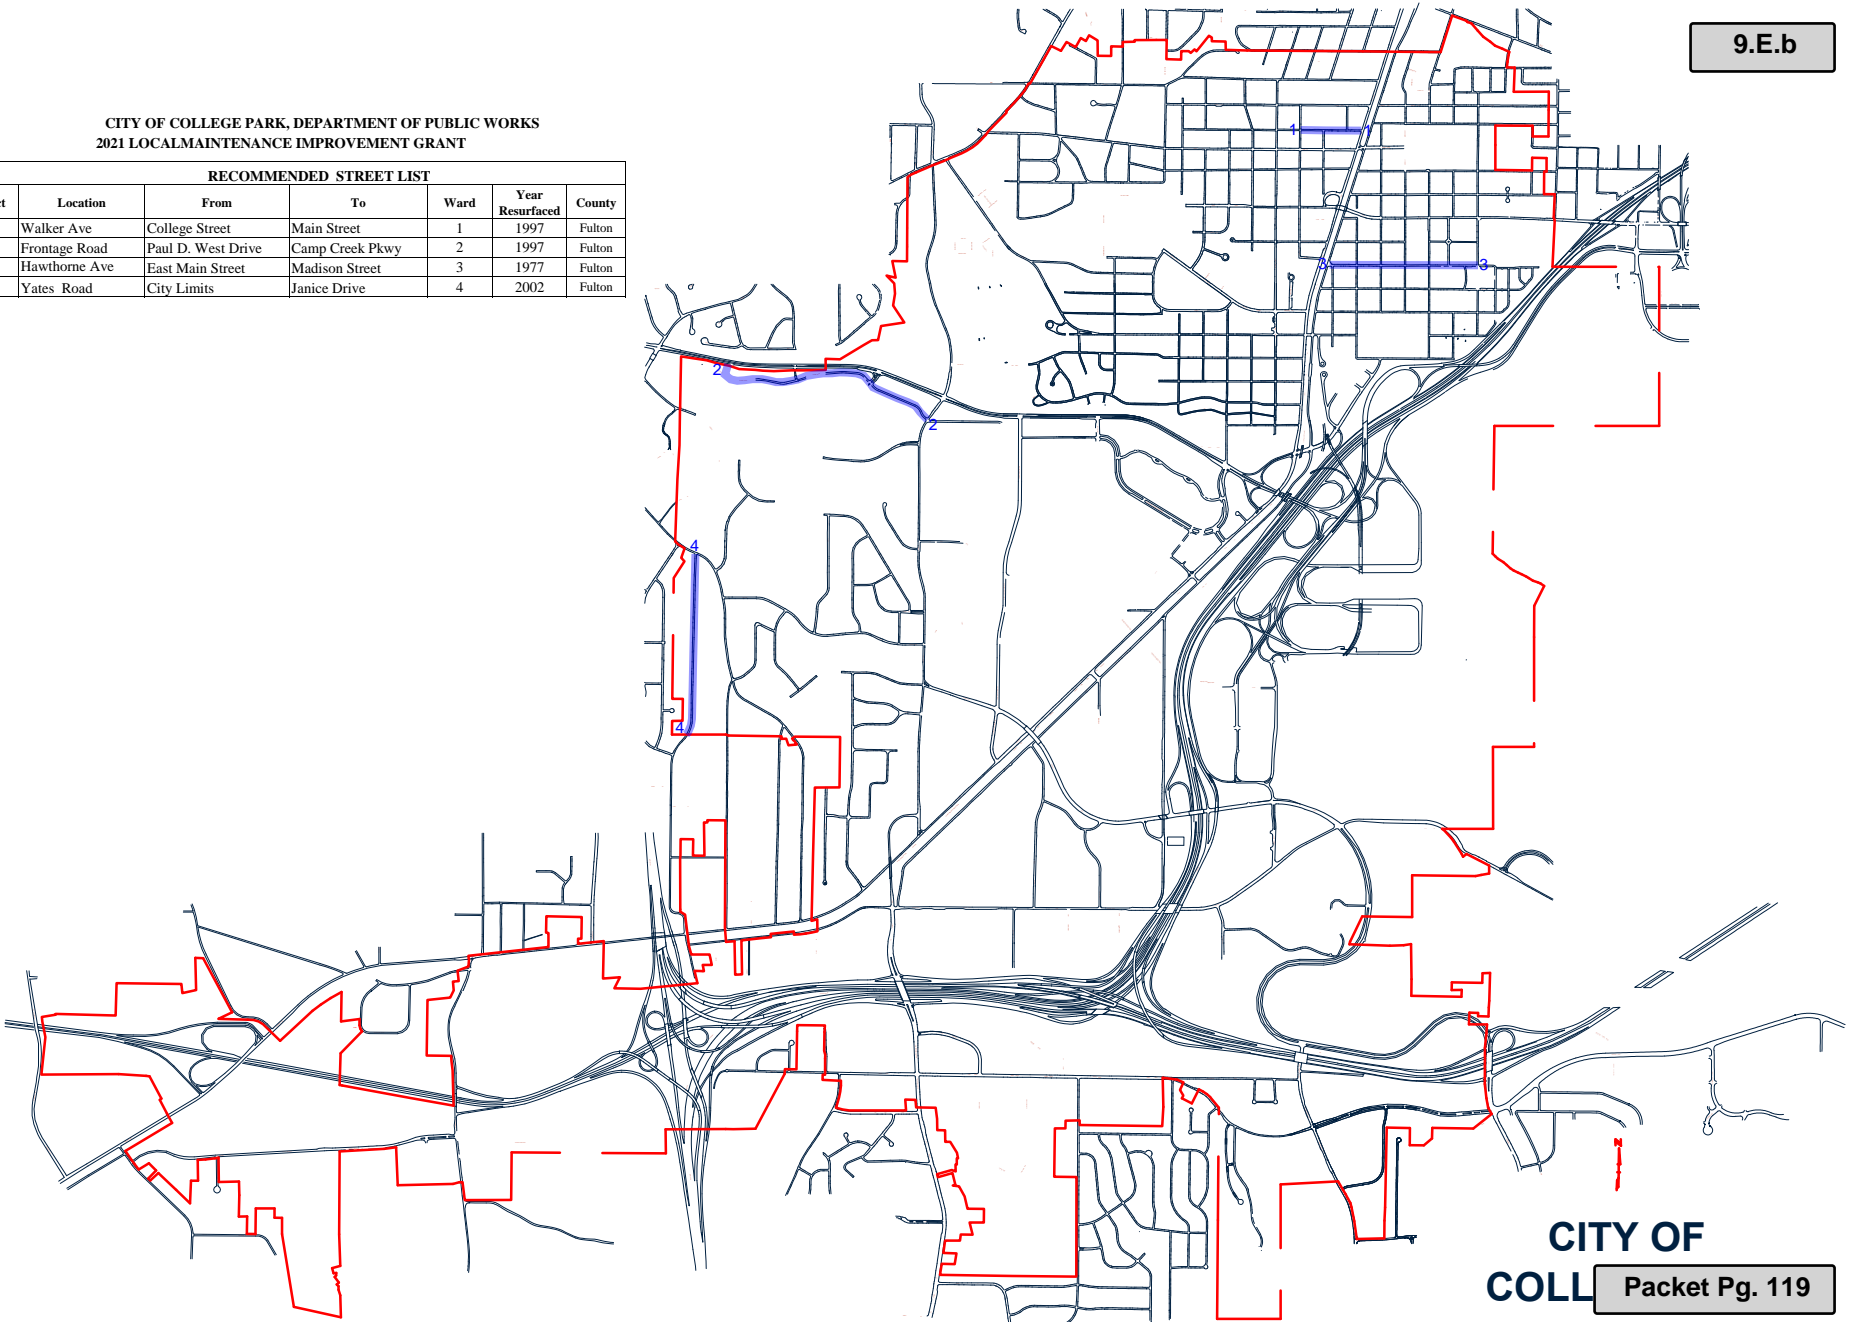 9.E.b
CITY OF COLLEGE PARK, DEPARTMENT OF PUBLIC WORKS
2021 LOCALMAINTENANCE IMPROVEMENT GRANT
RECOMMENDED STREET LIST
ct Location From To Ward Year Resurfaced County
Walker Ave College Street Main Street 1 1997 Fulton
Frontage Road Paul D. West Drive Camp Creek Pkwy 2 1997 Fulton
Hawthorne Ave East Main Street Madison Street 3 1977 Fulton
Yates Road City Limits Janice Drive 4 2002 Fulton
1 1
3 3
2
2
4
4
N
CITY OF
COLL
Packet Pg. 119